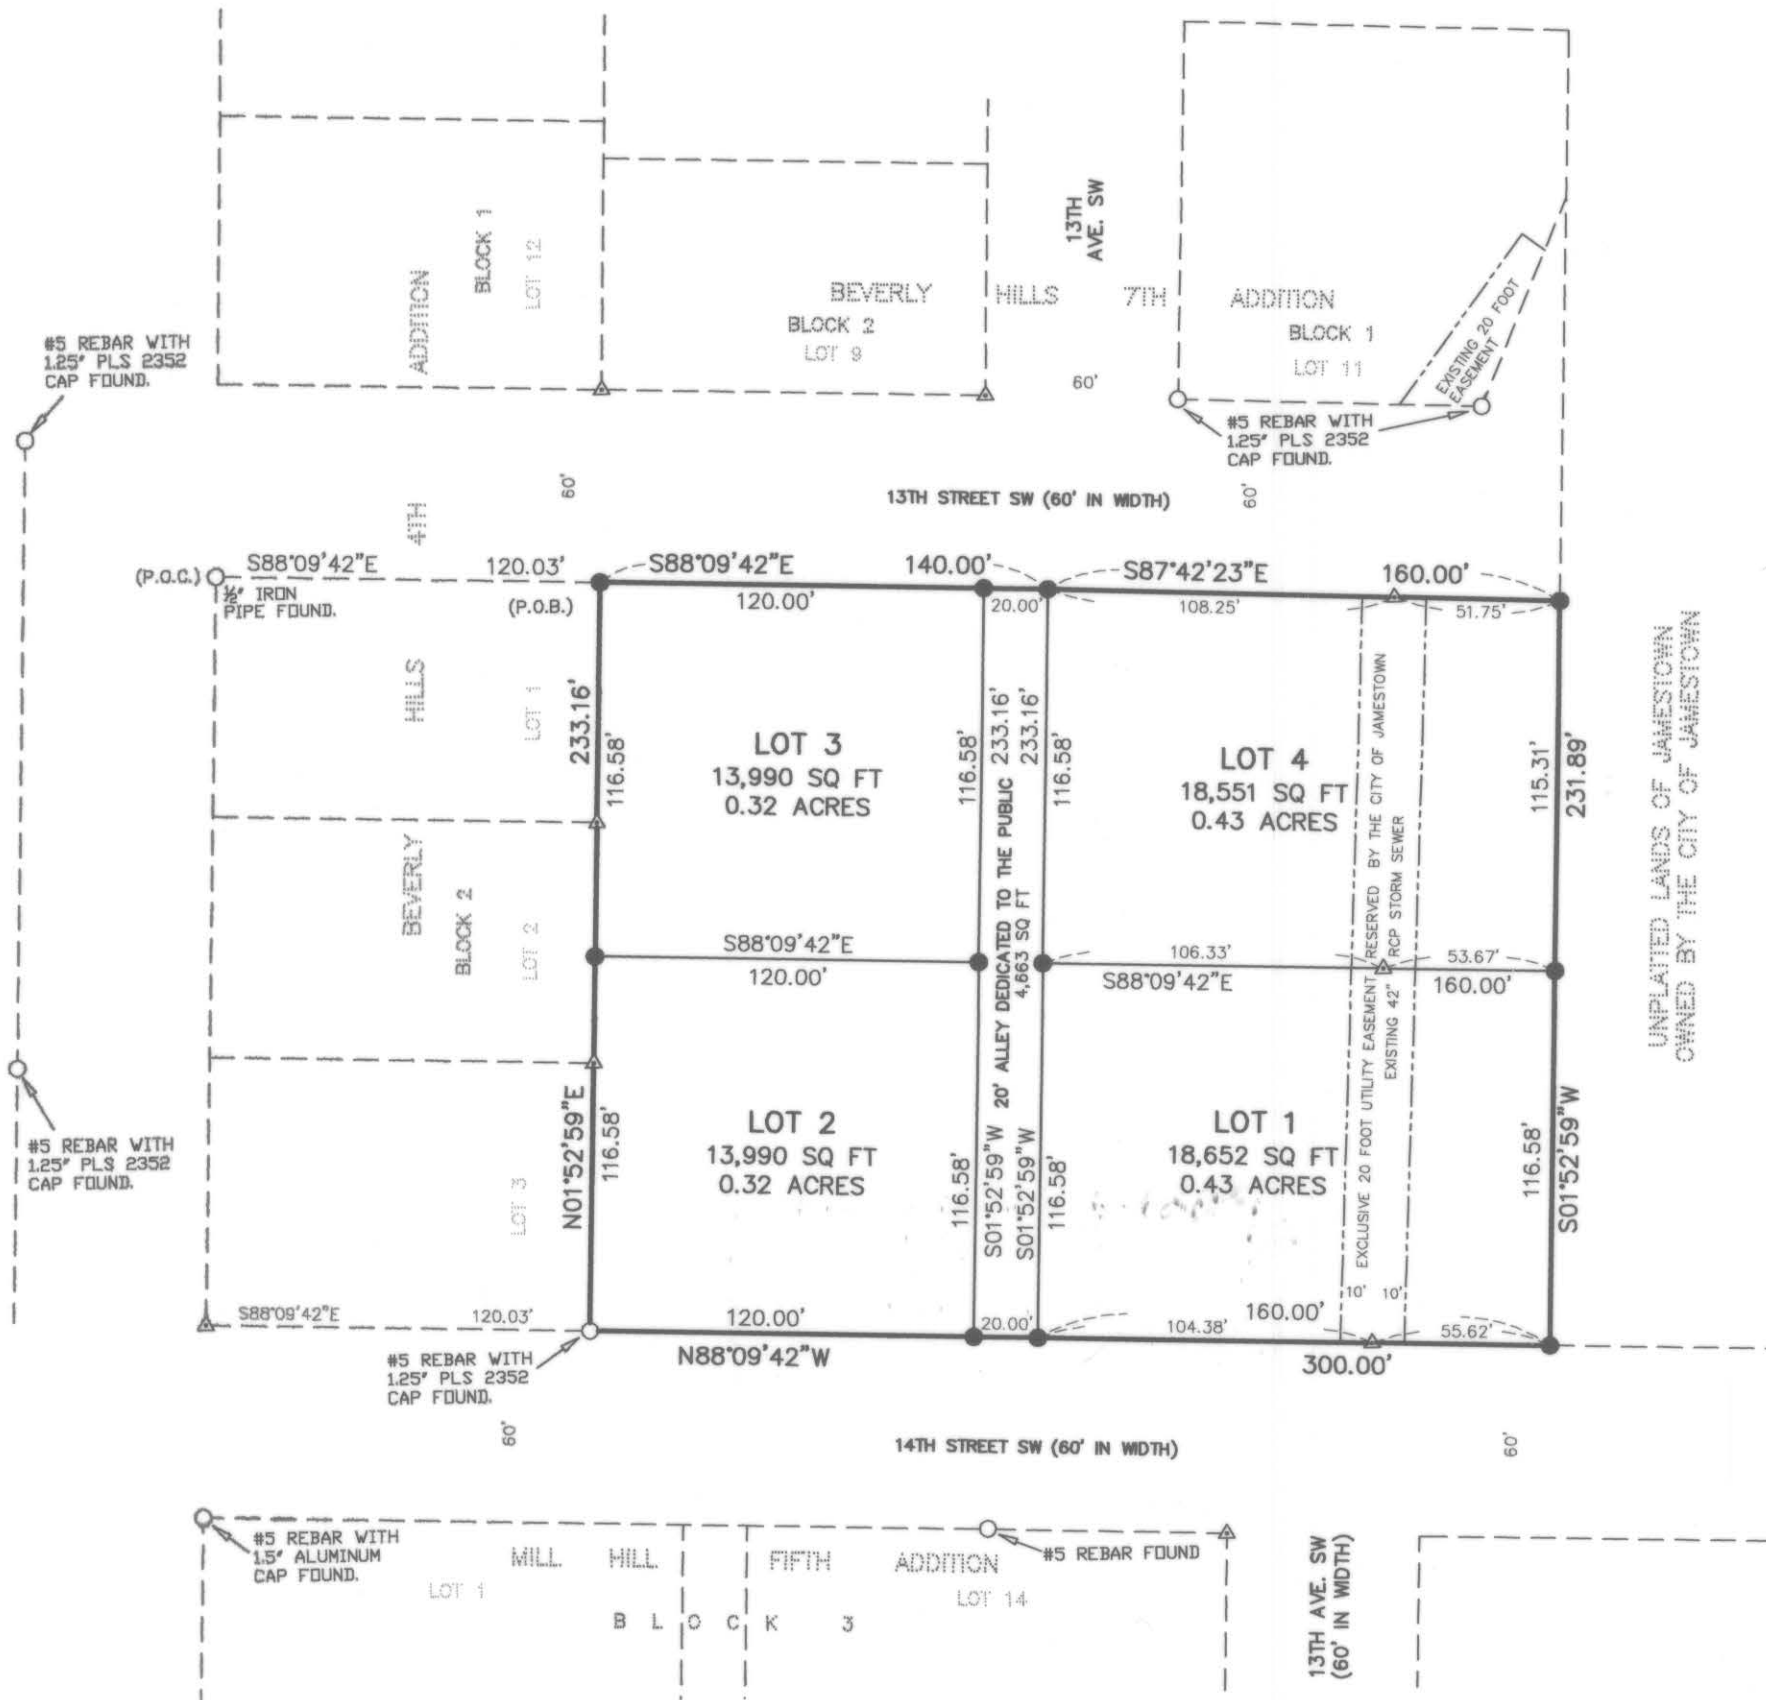 13TH
AVE. SW
BLOCK 1
LOT 12
ADDITION
BEVERLY HILLS 7TH ADDITION
BLOCK 2
LOT 9
BLOCK 1
LOT 11
EXISTING 20 FOOT
EASEMENT
60'
#5 REBAR WITH
1.25" PLS 2352
CAP FOUND.
#5 REBAR WITH
1.25" PLS 2352
CAP FOUND.
60'
60'
13TH STREET SW (60' IN WIDTH)
4TH
(P.O.C.)
S88°09'42"E 120.03'
S88°09'42"E 140.00'
S87°42'23"E 160.00'
½" IRON
PIPE FOUND.
(P.O.B.)
120.00'
20.00'
108.25'
51.75'
HILLS
LOT 1
233.16'
116.58'
LOT 3
13,990 SQ FT
0.32 ACRES
116.58'
233.16'
233.16'
116.58'
LOT 4
18,551 SQ FT
0.43 ACRES
115.31'
231.89'
UNPLATTED LANDS OF JAMESTOWN
OWNED BY THE CITY OF JAMESTOWN
BEVERLY
BLOCK 2
LOT 2
S88°09'42"E
120.00'
20' ALLEY DEDICATED TO THE PUBLIC
4,663 SQ FT
106.33'
53.67'
S88°09'42"E
160.00'
EXCLUSIVE 20 FOOT UTILITY EASEMENT RESERVED BY THE CITY OF JAMESTOWN
EXISTING 42" RCP STORM SEWER
#5 REBAR WITH
1.25" PLS 2352
CAP FOUND.
LOT 3
N01°52'59"E
116.58'
LOT 2
13,990 SQ FT
0.32 ACRES
116.58'
S01°52'59"W
S01°52'59"W
116.58'
LOT 1
18,652 SQ FT
0.43 ACRES
116.58'
S01°52'59"W
10' 10'
S88°09'42"E 120.03'
120.00'
20.00'
160.00'
104.38'
55.62'
N88°09'42"W
300.00'
#5 REBAR WITH
1.25" PLS 2352
CAP FOUND.
60'
14TH STREET SW (60' IN WIDTH)
60'
#5 REBAR WITH
1.5" ALUMINUM
CAP FOUND.
MILL HILL FIFTH ADDITION
#5 REBAR FOUND
LOT 1
LOT 14
BLOCK 3
13TH AVE. SW
(60' IN WIDTH)